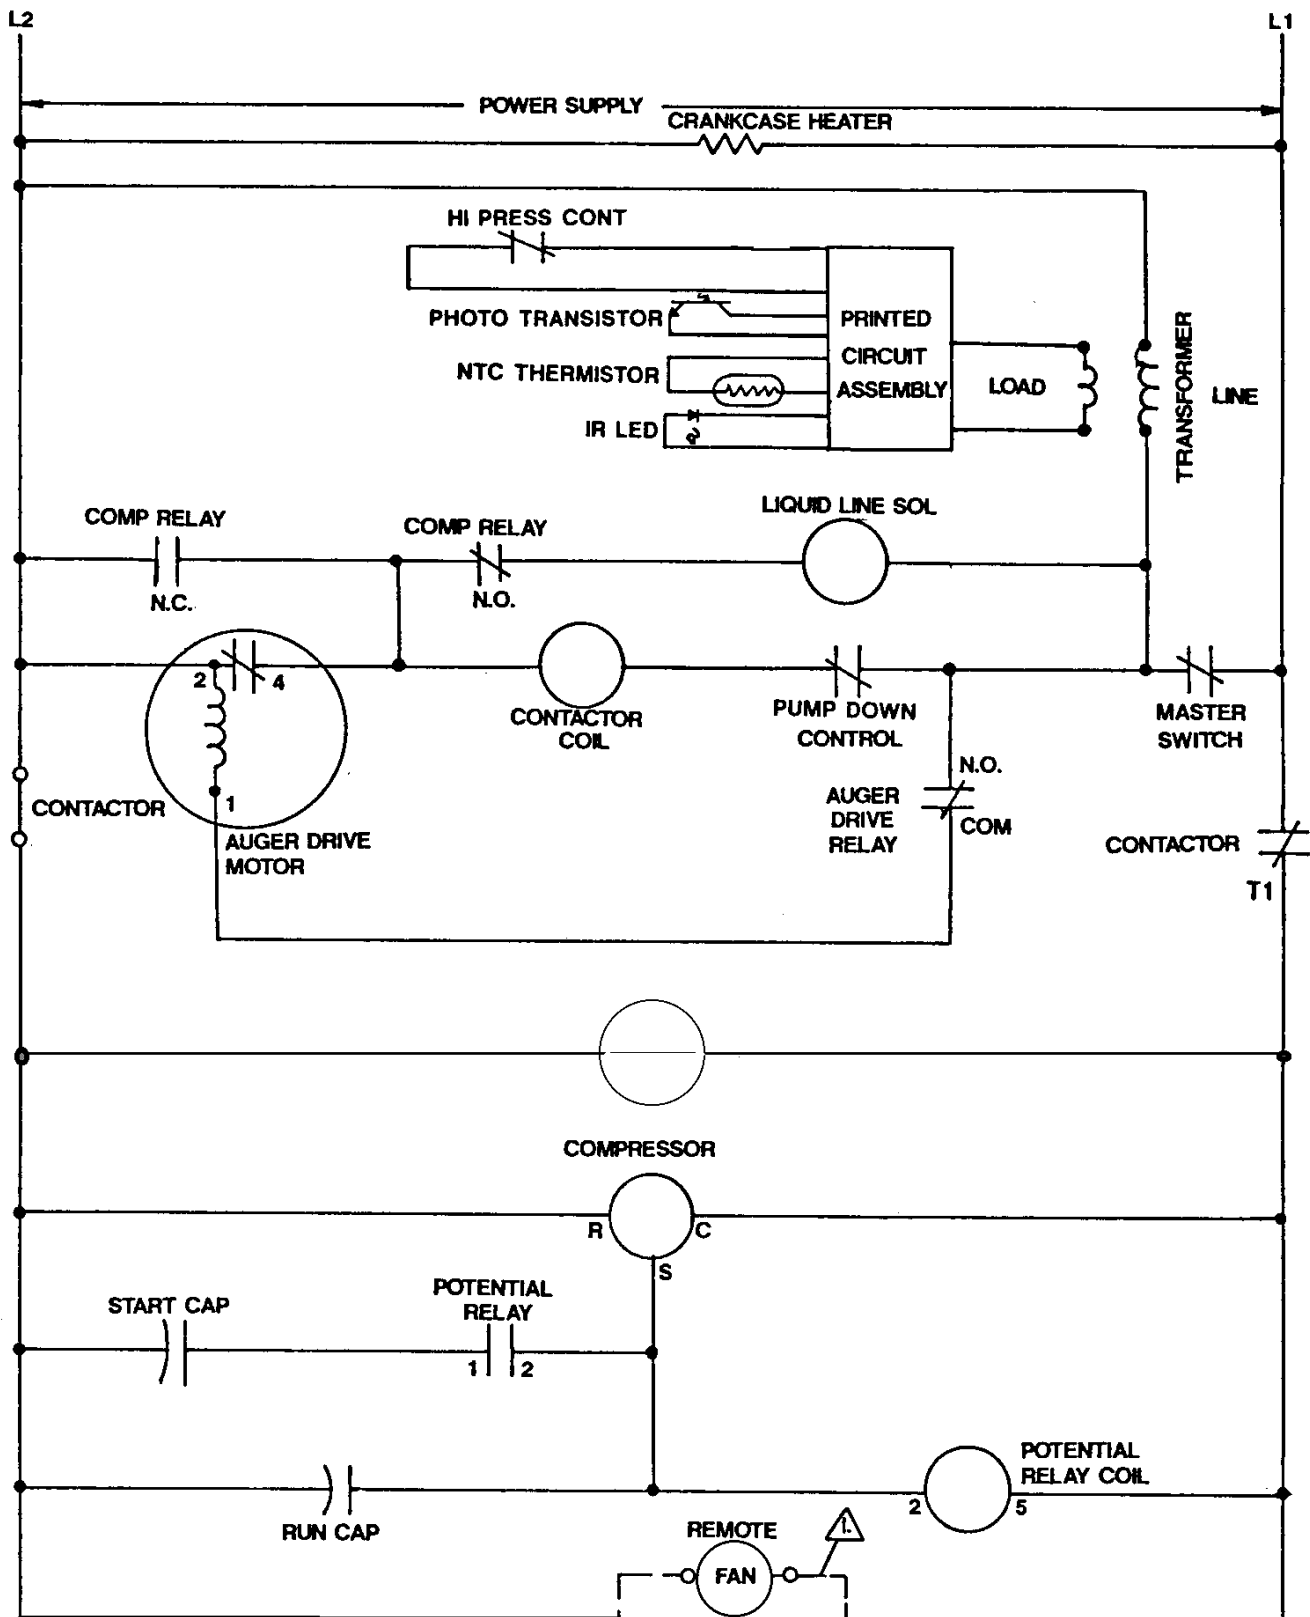 L2
L1
POWER SUPPLY
CRANKCASE HEATER
HI PRESS CONT
PHOTO TRANSISTOR
NTC THERMISTOR
IR LED
PRINTED
CIRCUIT
ASSEMBLY
LOAD
TRANSFORMER
LINE
COMP RELAY
N.C.
COMP RELAY
N.O.
LIQUID LINE SOL
2
4
1
AUGER DRIVE
MOTOR
CONTACTOR
CONTACTOR
COIL
PUMP DOWN
CONTROL
MASTER
SWITCH
N.O.
AUGER
DRIVE
RELAY
COM
CONTACTOR
T1
COMPRESSOR
R
C
S
START CAP
POTENTIAL
RELAY
1
2
RUN CAP
POTENTIAL
RELAY COIL
2
5
REMOTE
FAN
1.